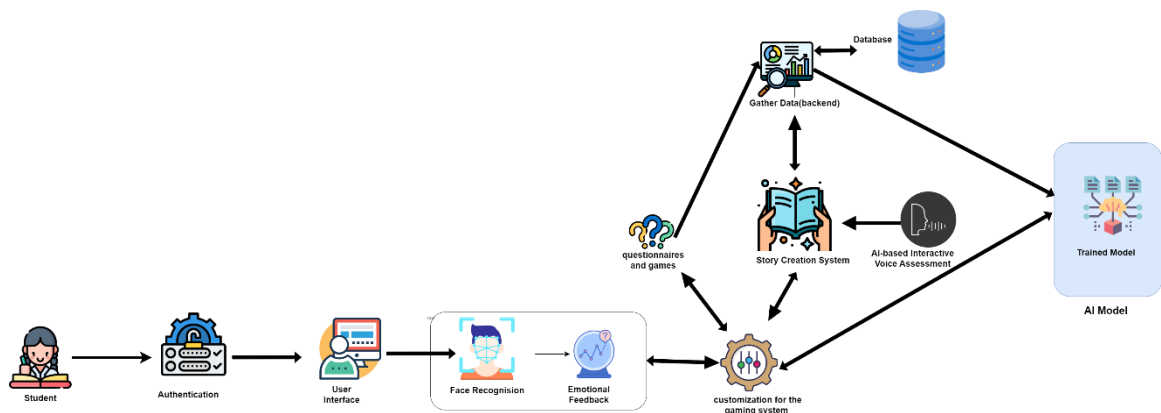 Database
Gather Data(backend)
questionnaires
and games
Story Creation System
AI-based Interactive
Voice Assessment
Trained Model
AI Model
Student
Authentication
User
Interface
Face Recognision
Emotional
Feedback
customization for the
gaming system